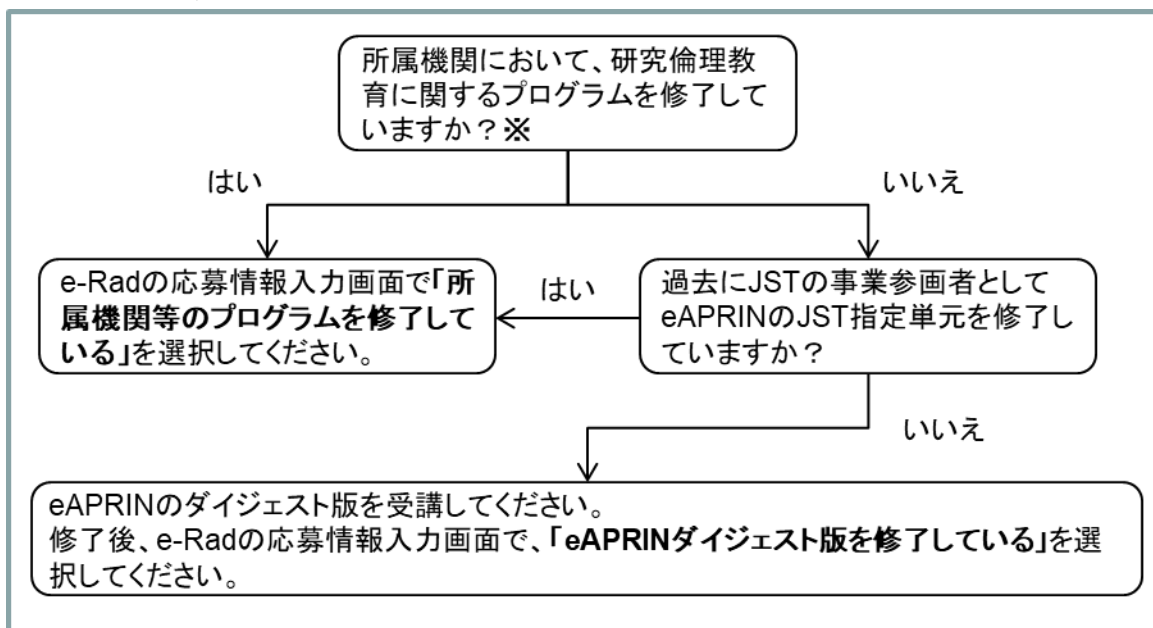 所属機関において、研究倫理教
育に関するプログラムを修了して
いますか？※
はい
いいえ
e-Radの応募情報入力画面で「所
属機関等のプログラムを修了して
いる」を選択してください。
はい
過去にJSTの事業参画者として
eAPRINのJST指定単元を修了し
ていますか？
いいえ
eAPRINのダイジェスト版を受講してください。
修了後、e-Radの応募情報入力画面で、「eAPRINダイジェスト版を修了している」を選
択してください。